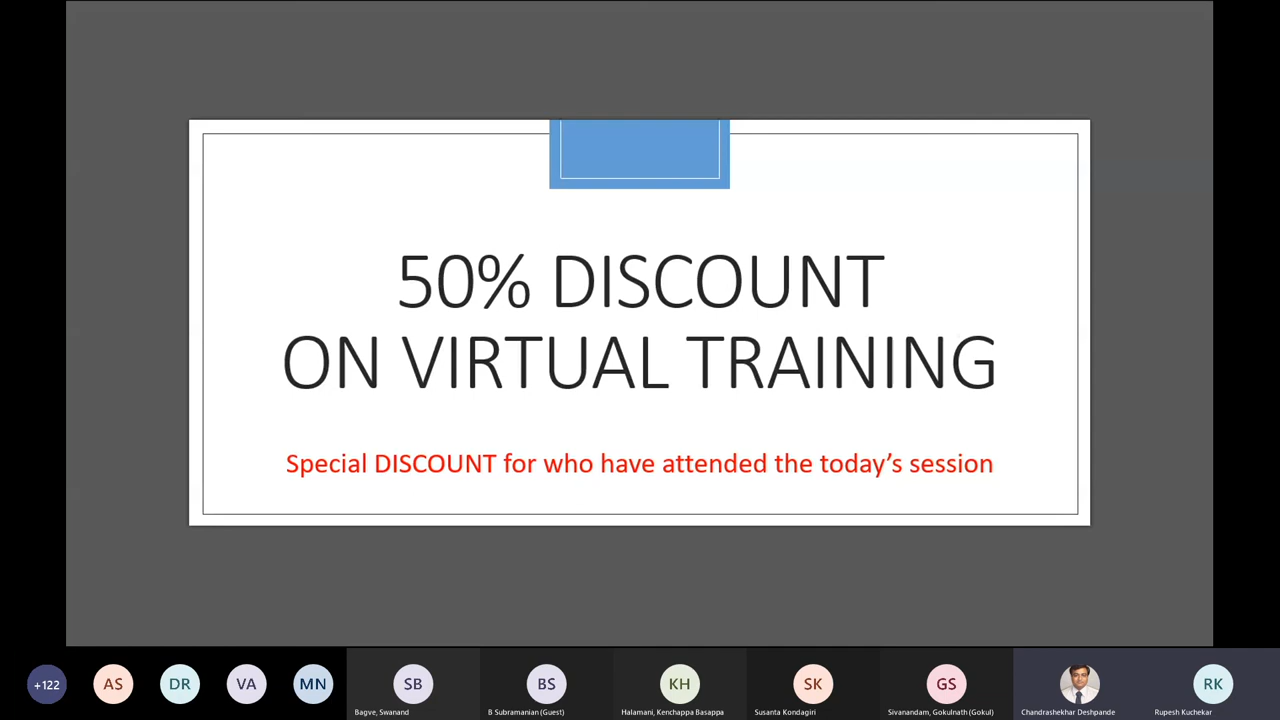 50% DISCOUNT
ON VIRTUAL TRAINING
Special DISCOUNT for who have attended the today's session
+122
AS
DR
VA
MN
SB
BS
KH
SK
GS
RK
Bagve, Swanand
B Subramanian (Guest)
Halamani, Kenchappa Basappa
Susanta Kondagiri
Sivanandam, Gokulnath (Gokul)
Chandrashekhar Deshpande
Rupesh Kuchekar